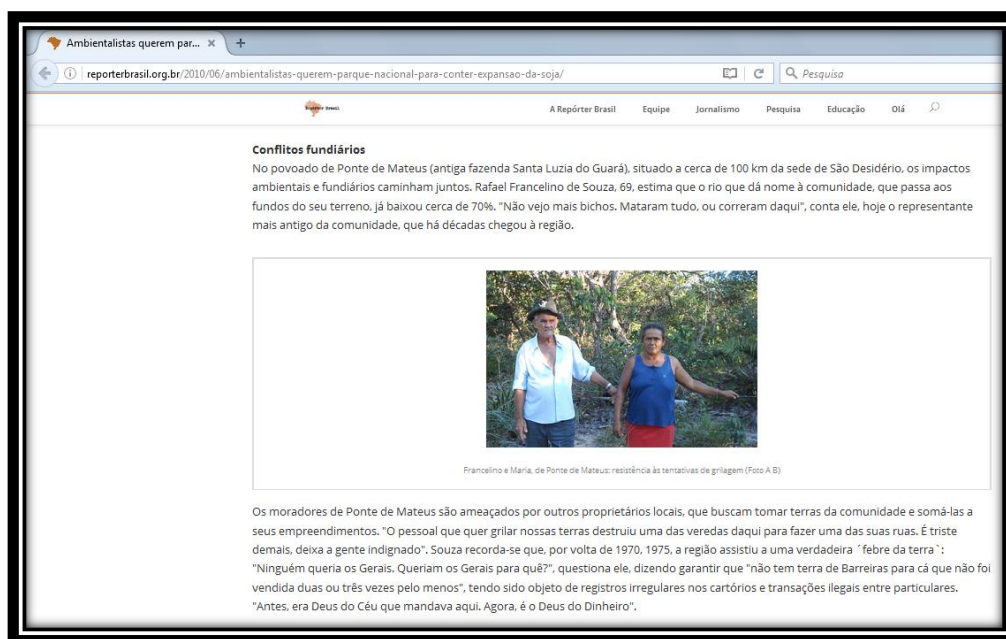 Ambientalistas querem par... × +
reporterbrasil.org.br/2010/06/ambientalistas-querem-parque-nacional-para-conter-expansao-da-soja/ Pesquisa
Repórter Brasil A Repórter Brasil Equipe Jornalismo Pesquisa Educação Olá
Conflitos fundiários
No povoado de Ponte de Mateus (antiga fazenda Santa Luzia do Guará), situado a cerca de 100 km da sede de São Desidério, os impactos
ambientais e fundiários caminham juntos. Rafael Francelino de Souza, 69, estima que o rio que dá nome à comunidade, que passa aos
fundos do seu terreno, já baixou cerca de 70%. "Não vejo mais bichos. Mataram tudo, ou correram daqui", conta ele, hoje o representante
mais antigo da comunidade, que há décadas chegou à região.
Francelino e Maria, de Ponte de Mateus: resistência às tentativas de grilagem (Foto A B)
Os moradores de Ponte de Mateus são ameaçados por outros proprietários locais, que buscam tomar terras da comunidade e somá-las a
seus empreendimentos. "O pessoal que quer grilar nossas terras destruiu uma das veredas daqui para fazer uma das suas ruas. É triste
demais, deixa a gente indignado". Souza recorda-se que, por volta de 1970, 1975, a região assistiu a uma verdadeira ´febre da terra`:
"Ninguém queria os Gerais. Queriam os Gerais para quê?", questiona ele, dizendo garantir que "não tem terra de Barreiras para cá que não foi
vendida duas ou três vezes pelo menos", tendo sido objeto de registros irregulares nos cartórios e transações ilegais entre particulares.
"Antes, era Deus do Céu que mandava aqui. Agora, é o Deus do Dinheiro".